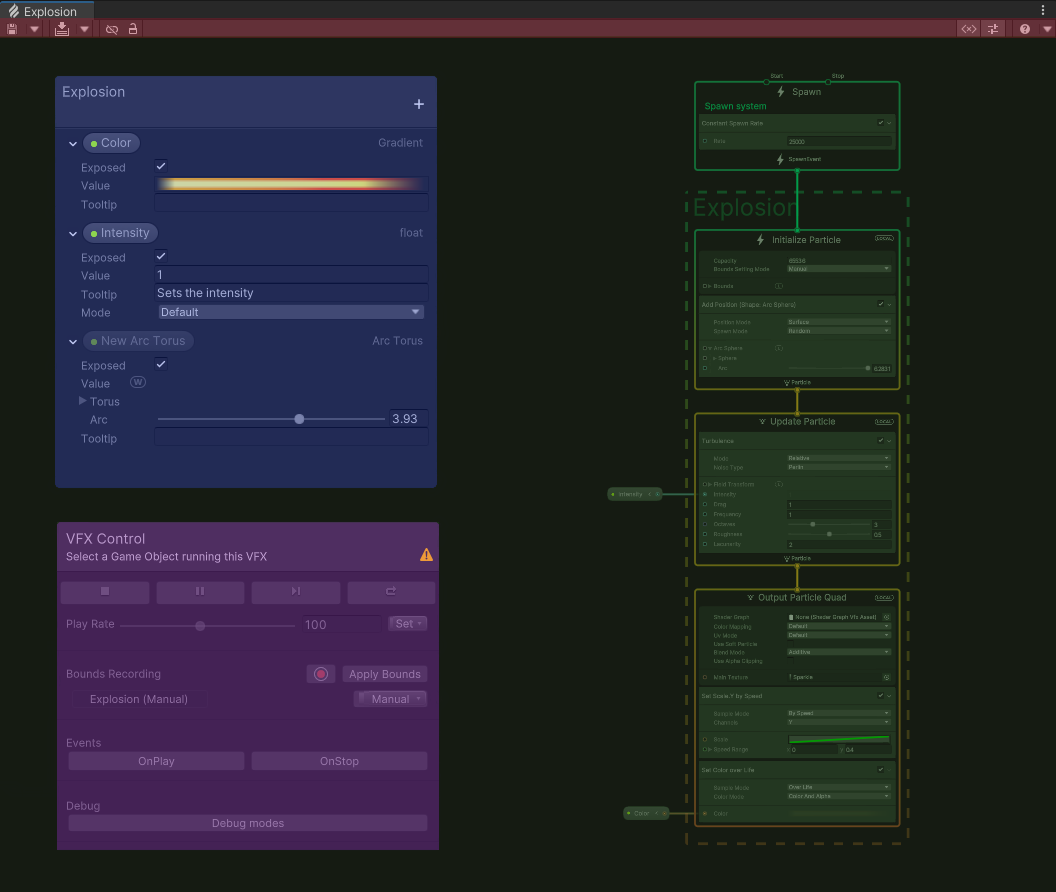 Explosion
Explosion
+
Color
Gradient
Exposed
Value
Tooltip
Intensity
float
Exposed
Value 1
Tooltip Sets the intensity
Mode Default
New Arc Torus
Arc Torus
Exposed
Value W
Torus
Arc 3.93
Tooltip
VFX Control
Select a Game Object running this VFX
Play Rate 100 Set
Bounds Recording Apply Bounds
Explosion (Manual) Manual
Events
OnPlay OnStop
Debug
Debug modes
Start Stop
Spawn
Spawn system
Constant Spawn Rate
Rate 25000
SpawnEvent
Explosion
Initialize Particle LOCAL
Capacity 65536
Bounds Setting Mode Manual
Bounds
Add Position (Shape: Arc Sphere)
Position Mode Surface
Spawn Mode Random
Arc Sphere
Sphere
Arc 6.2831
Particle
Update Particle LOCAL
Turbulence
Mode Relative
Noise Type Perlin
Field Transform
Intensity
Intensity
Drag 1
Frequency 1
Octaves 3
Roughness 0.5
Lacunarity 2
Particle
Output Particle Quad LOCAL
Shader Graph None (Shader Graph Vfx Asset)
Color Mapping Default
Uv Mode Default
Use Soft Particle
Blend Mode Additive
Use Alpha Clipping
Main Texture Sparkle
Set Scale.Y by Speed
Sample Mode By Speed
Channels Y
Scale
Speed Range 0 y 0.4
Set Color over Life
Sample Mode Over Life
Color Mode Color And Alpha
Color
Color